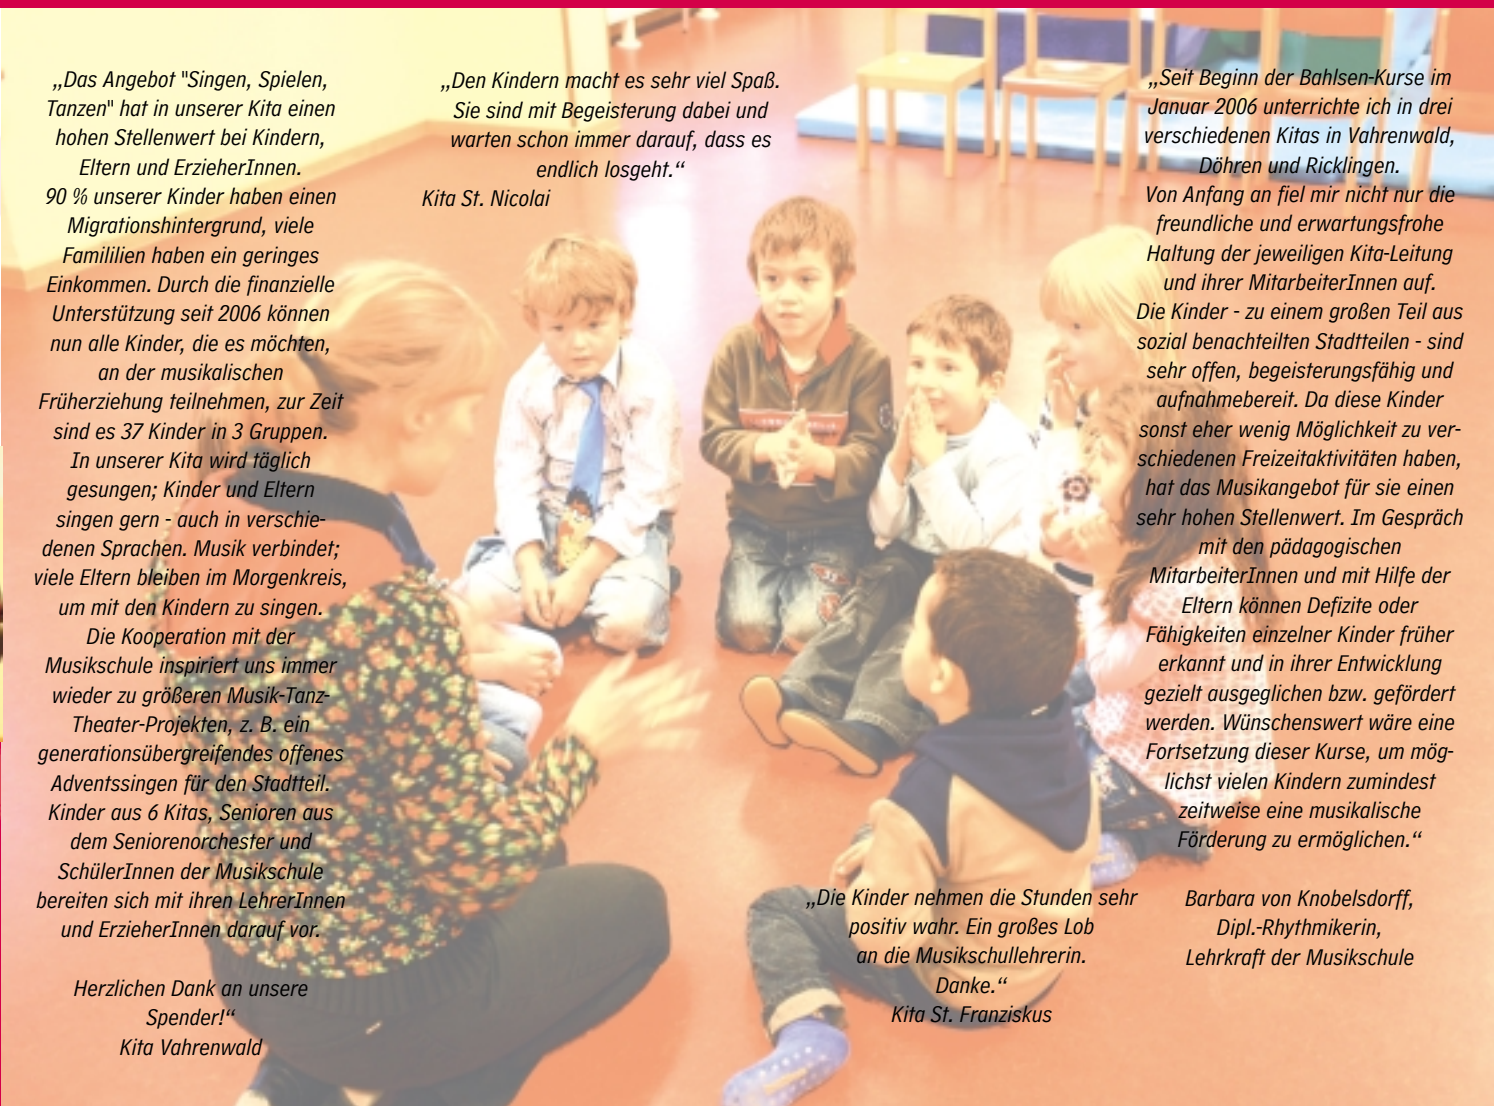 „Das Angebot "Singen, Spielen,
Tanzen" hat in unserer Kita einen
hohen Stellenwert bei Kindern,
Eltern und ErzieherInnen.
90 % unserer Kinder haben einen
Migrationshintergrund, viele
Famililien haben ein geringes
Einkommen. Durch die finanzielle
Unterstützung seit 2006 können
nun alle Kinder, die es möchten,
an der musikalischen
Früherziehung teilnehmen, zur Zeit
sind es 37 Kinder in 3 Gruppen.
In unserer Kita wird täglich
gesungen; Kinder und Eltern
singen gern - auch in verschie-
denen Sprachen. Musik verbindet;
viele Eltern bleiben im Morgenkreis,
um mit den Kindern zu singen.
Die Kooperation mit der
Musikschule inspiriert uns immer
wieder zu größeren Musik-Tanz-
Theater-Projekten, z. B. ein
generationsübergreifendes offenes
Adventssingen für den Stadtteil.
Kinder aus 6 Kitas, Senioren aus
dem Seniorenorchester und
SchülerInnen der Musikschule
bereiten sich mit ihren LehrerInnen
und ErzieherInnen darauf vor.
Herzlichen Dank an unsere
Spender!“
Kita Vahrenwald
„Den Kindern macht es sehr viel Spaß.
Sie sind mit Begeisterung dabei und
warten schon immer darauf, dass es
endlich losgeht.“
Kita St. Nicolai
„Die Kinder nehmen die Stunden sehr
positiv wahr. Ein großes Lob
an die Musikschullehrerin.
Danke.“
Kita St. Franziskus
„Seit Beginn der Bahlsen-Kurse im
Januar 2006 unterrichte ich in drei
verschiedenen Kitas in Vahrenwald,
Döhren und Ricklingen.
Von Anfang an fiel mir nicht nur die
freundliche und erwartungsfrohe
Haltung der jeweiligen Kita-Leitung
und ihrer MitarbeiterInnen auf.
Die Kinder - zu einem großen Teil aus
sozial benachteilten Stadtteilen - sind
sehr offen, begeisterungsfähig und
aufnahmebereit. Da diese Kinder
sonst eher wenig Möglichkeit zu ver-
schiedenen Freizeitaktivitäten haben,
hat das Musikangebot für sie einen
sehr hohen Stellenwert. Im Gespräch
mit den pädagogischen
MitarbeiterInnen und mit Hilfe der
Eltern können Defizite oder
Fähigkeiten einzelner Kinder früher
erkannt und in ihrer Entwicklung
gezielt ausgeglichen bzw. gefördert
werden. Wünschenswert wäre eine
Fortsetzung dieser Kurse, um mög-
lichst vielen Kindern zumindest
zeitweise eine musikalische
Förderung zu ermöglichen.“
Barbara von Knobelsdorff,
Dipl.-Rhythmikerin,
Lehrkraft der Musikschule